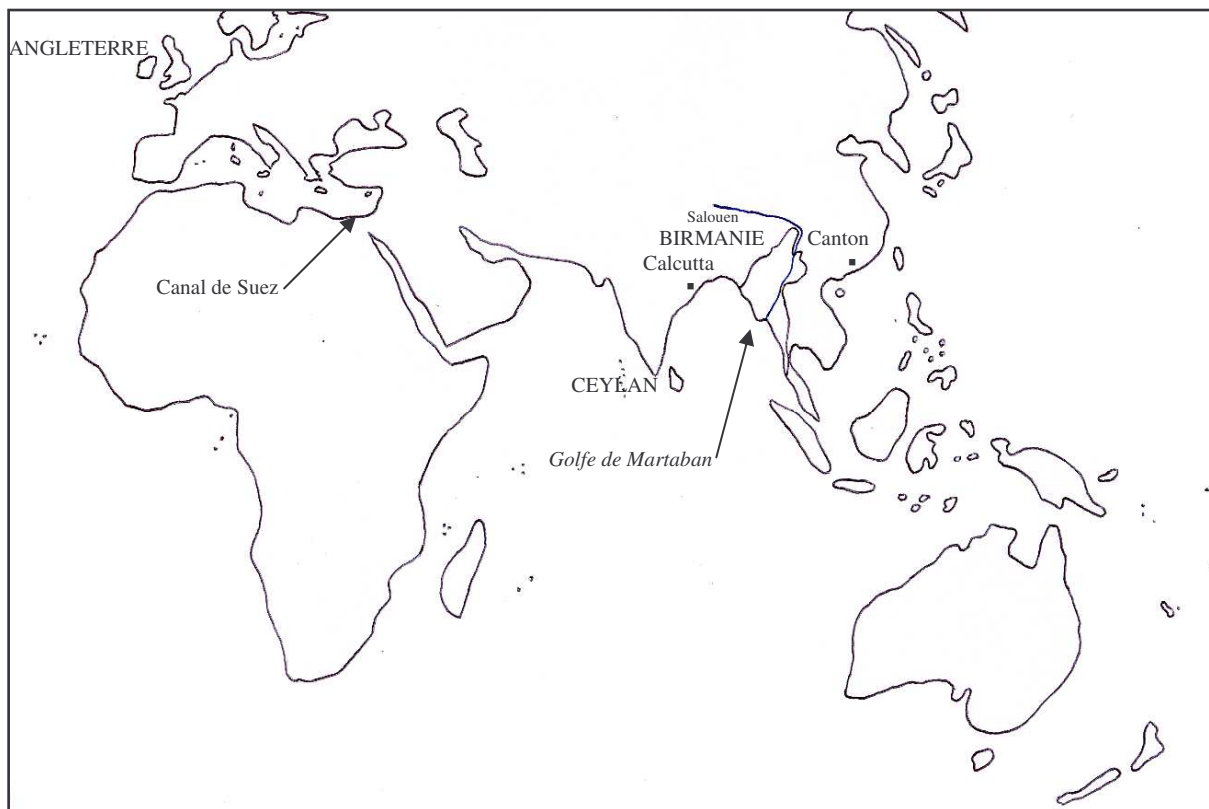 ANGLETERRE
Salouen
BIRMANIE
Canton
Calcutta
Canal de Suez
CEYLAN
Golfe de Martaban